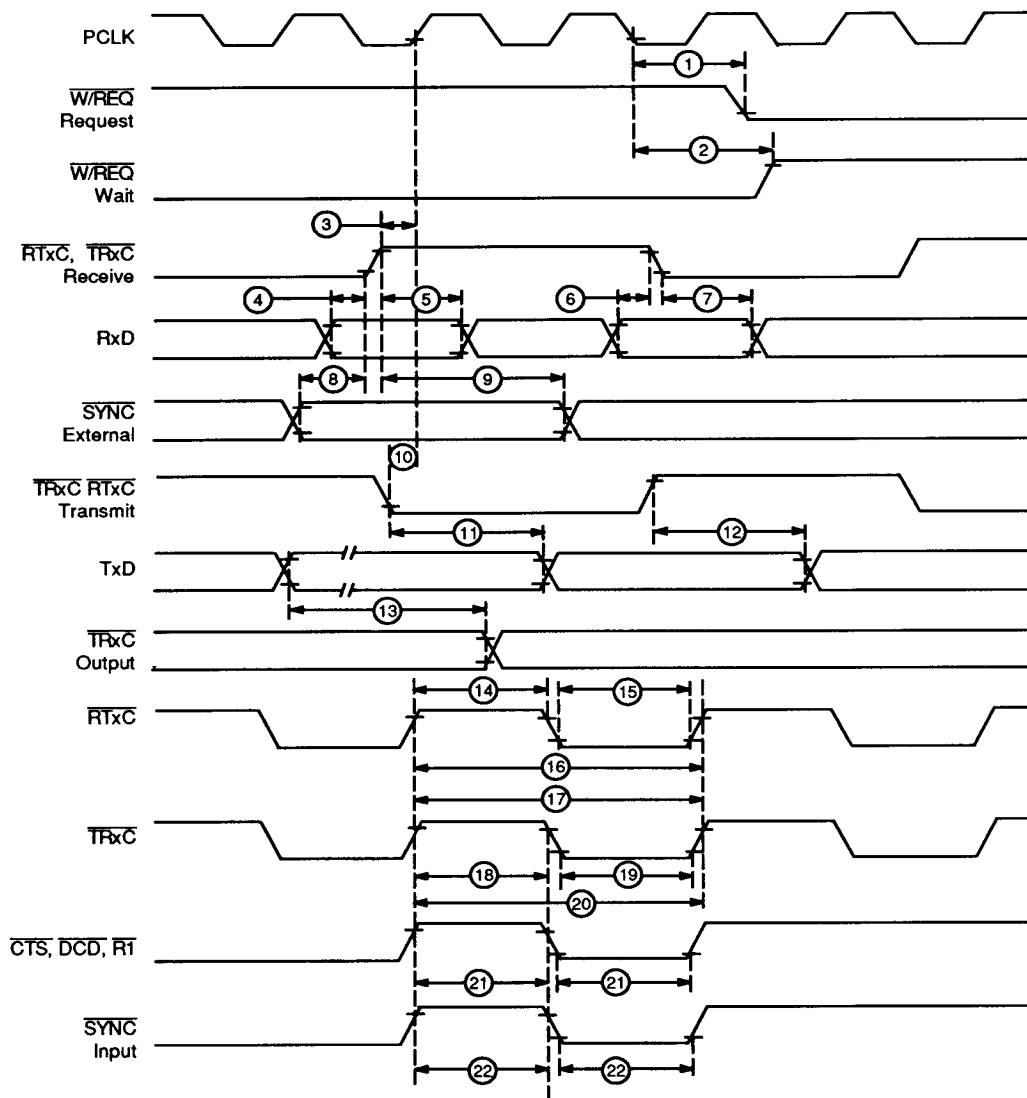 PCLK
1
W/REQ
Request
2
W/REQ
Wait
3
RTxC, TRxC
Receive
4 5 6 7
RxD
8 9
SYNC
External
10
TRxC RTxC
Transmit
11 12
TxD
13
TRxC
Output
14 15
RTxC
16
17
TRxC
18 19
20
CTS, DCD, R1
21 21
SYNC
Input
22 22